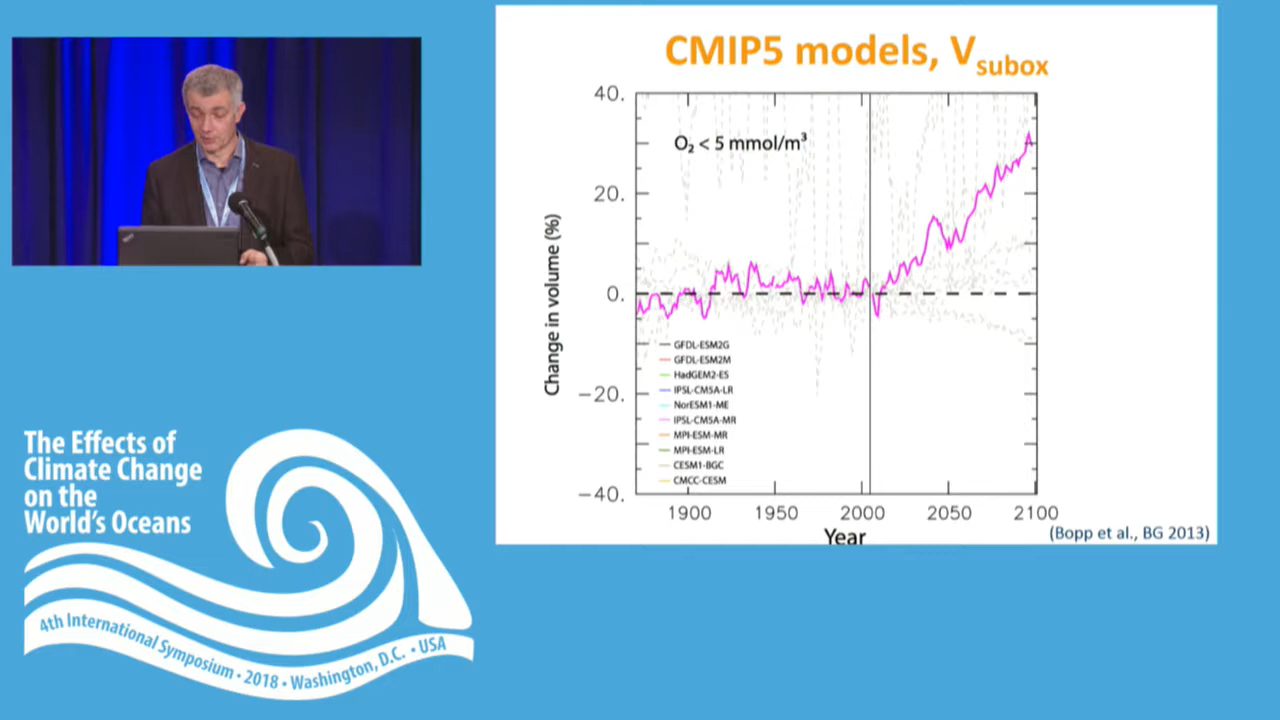 CMIP5 models, Vsubox
40.
20.
0.
−20.
−40.
O₂ < 5 mmol/m³
Change in volume (%)
GFDL-ESM2G
GFDL-ESM2M
HadGEM2-ES
IPSL-CM5A-LR
NorESM1-ME
IPSL-CM5A-MR
MPI-ESM-MR
MPI-ESM-LR
CESM1-BGC
CMCC-CESM
1900
1950
2000
2050
2100
Year
(Bopp et al., BG 2013)
The Effects of
Climate Change
on the
World's Oceans
4th International Symposium • 2018 • Washington, D.C. • USA